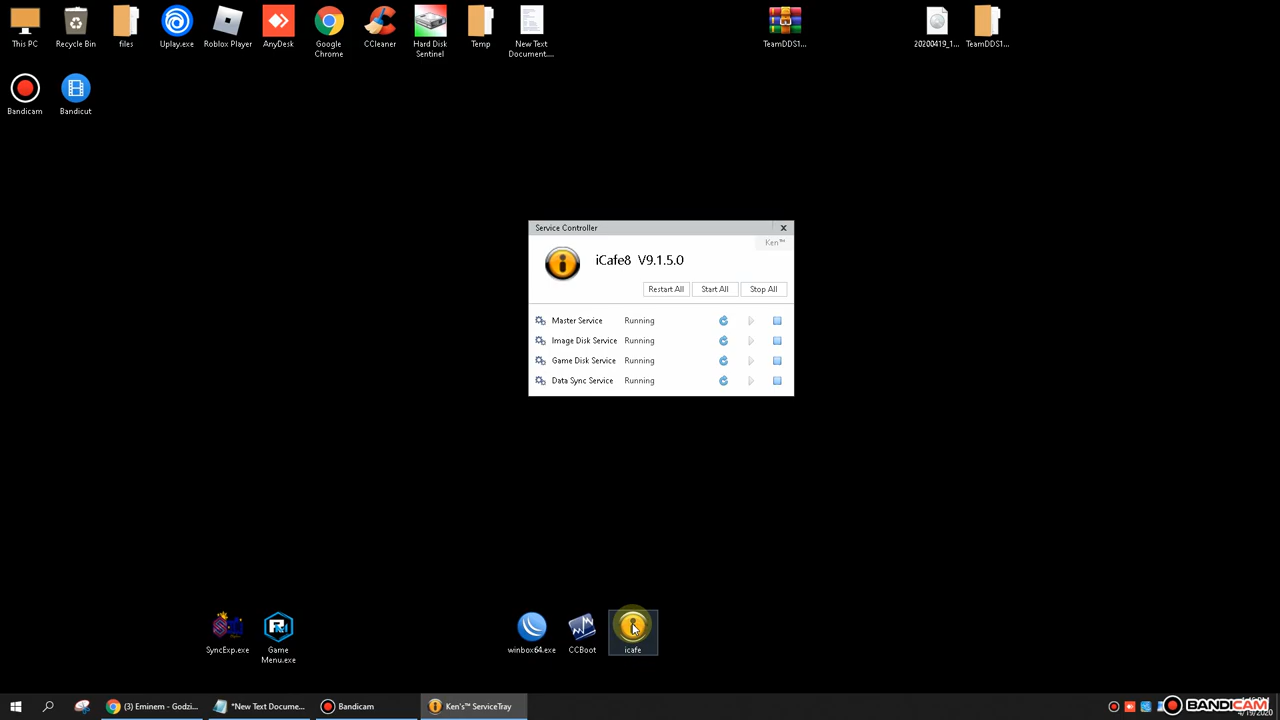 This PC
Recycle Bin
files
Uplay.exe
Roblox Player
AnyDesk
Google
Chrome
CCleaner
Hard Disk
Sentinel
Temp
New Text
Document....
TeamDDS1...
20200419_1...
TeamDDS1...
Bandicam
Bandicut
Service Controller
Ken™
iCafe8 V9.1.5.0
Restart All
Start All
Stop All
Master Service Running
Image Disk Service Running
Game Disk Service Running
Data Sync Service Running
SyncExp.exe
Game
Menu.exe
winbox64.exe
CCBoot
icafe
(3) Eminem - Godzi...
*New Text Docume...
Bandicam
Ken's™ ServiceTray
4/19/2020
BANDICAM